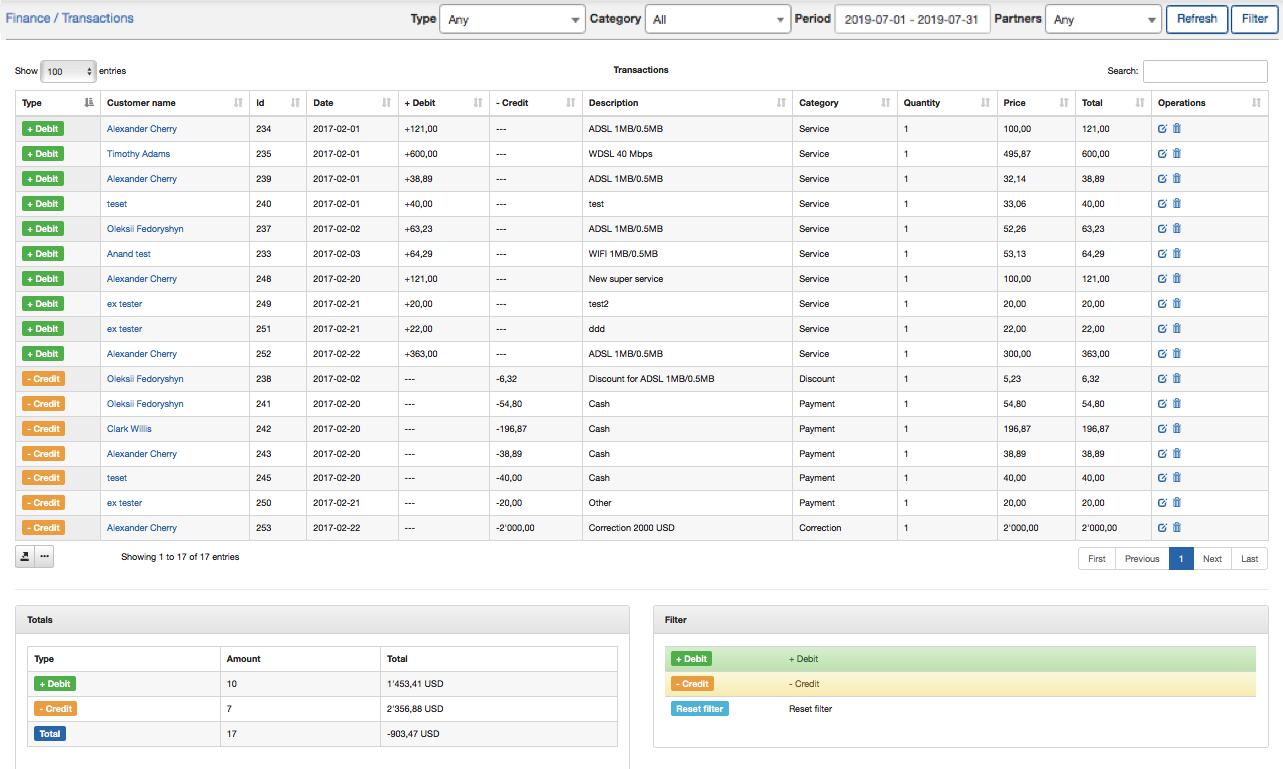 Finance / Transactions Type Any Category All Period 2019-07-01 - 2019-07-31 Partners Any Refresh Filter
Show 100 entries Transactions Search:
Type Customer name Id Date + Debit - Credit Description Category Quantity Price Total Operations
+ Debit Alexander Cherry 234 2017-02-01 +121,00 --- ADSL 1MB/0.5MB Service 1 100,00 121,00
+ Debit Timothy Adams 235 2017-02-01 +600,00 --- WDSL 40 Mbps Service 1 495,87 600,00
+ Debit Alexander Cherry 239 2017-02-01 +38,89 --- ADSL 1MB/0.5MB Service 1 32,14 38,89
+ Debit teset 240 2017-02-01 +40,00 --- test Service 1 33,06 40,00
+ Debit Oleksii Fedoryshyn 237 2017-02-02 +63,23 --- ADSL 1MB/0.5MB Service 1 52,26 63,23
+ Debit Anand test 233 2017-02-03 +64,29 --- WIFI 1MB/0.5MB Service 1 53,13 64,29
+ Debit Alexander Cherry 248 2017-02-20 +121,00 --- New super service Service 1 100,00 121,00
+ Debit ex tester 249 2017-02-21 +20,00 --- test2 Service 1 20,00 20,00
+ Debit ex tester 251 2017-02-21 +22,00 --- ddd Service 1 22,00 22,00
+ Debit Alexander Cherry 252 2017-02-22 +363,00 --- ADSL 1MB/0.5MB Service 1 300,00 363,00
- Credit Oleksii Fedoryshyn 238 2017-02-02 --- -6,32 Discount for ADSL 1MB/0.5MB Discount 1 5,23 6,32
- Credit Oleksii Fedoryshyn 241 2017-02-20 --- -54,80 Cash Payment 1 54,80 54,80
- Credit Clark Willis 242 2017-02-20 --- -196,87 Cash Payment 1 196,87 196,87
- Credit Alexander Cherry 243 2017-02-20 --- -38,89 Cash Payment 1 38,89 38,89
- Credit teset 245 2017-02-20 --- -40,00 Cash Payment 1 40,00 40,00
- Credit ex tester 250 2017-02-21 --- -20,00 Other Payment 1 20,00 20,00
- Credit Alexander Cherry 253 2017-02-22 --- -2'000,00 Correction 2000 USD Correction 1 2'000,00 2'000,00
Showing 1 to 17 of 17 entries First Previous 1 Next Last
Totals
Type Amount Total
+ Debit 10 1'453,41 USD
- Credit 7 2'356,88 USD
Total 17 -903,47 USD
Filter
+ Debit + Debit
- Credit - Credit
Reset filter Reset filter